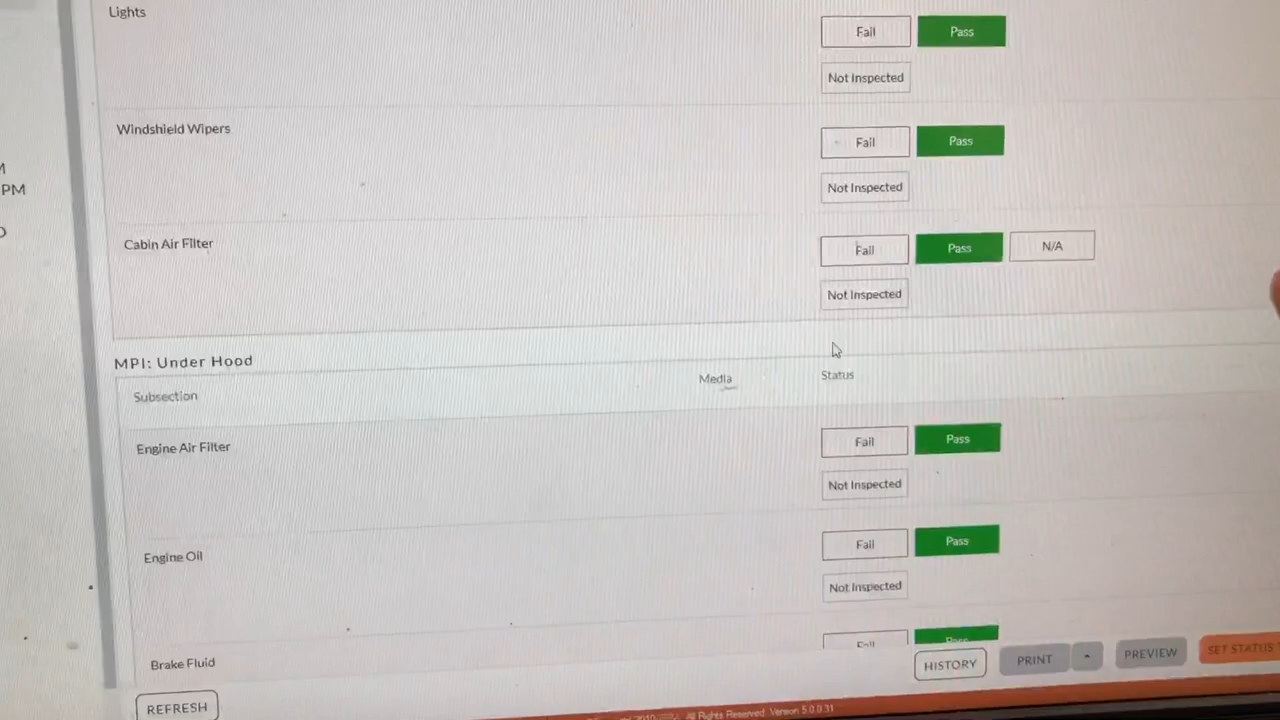 Lights
Fail Pass
Not Inspected
Windshield Wipers
Fail Pass
Not Inspected
PM
Cabin Air Filter
Fail Pass N/A
Not Inspected
MPI: Under Hood
Subsection Media Status
Engine Air Filter
Fail Pass
Not Inspected
Engine Oil
Fail Pass
Not Inspected
Brake Fluid
Fail Pass
HISTORY PRINT PREVIEW SET STATUS
REFRESH
All Rights Reserved. Version 5.0.0.31